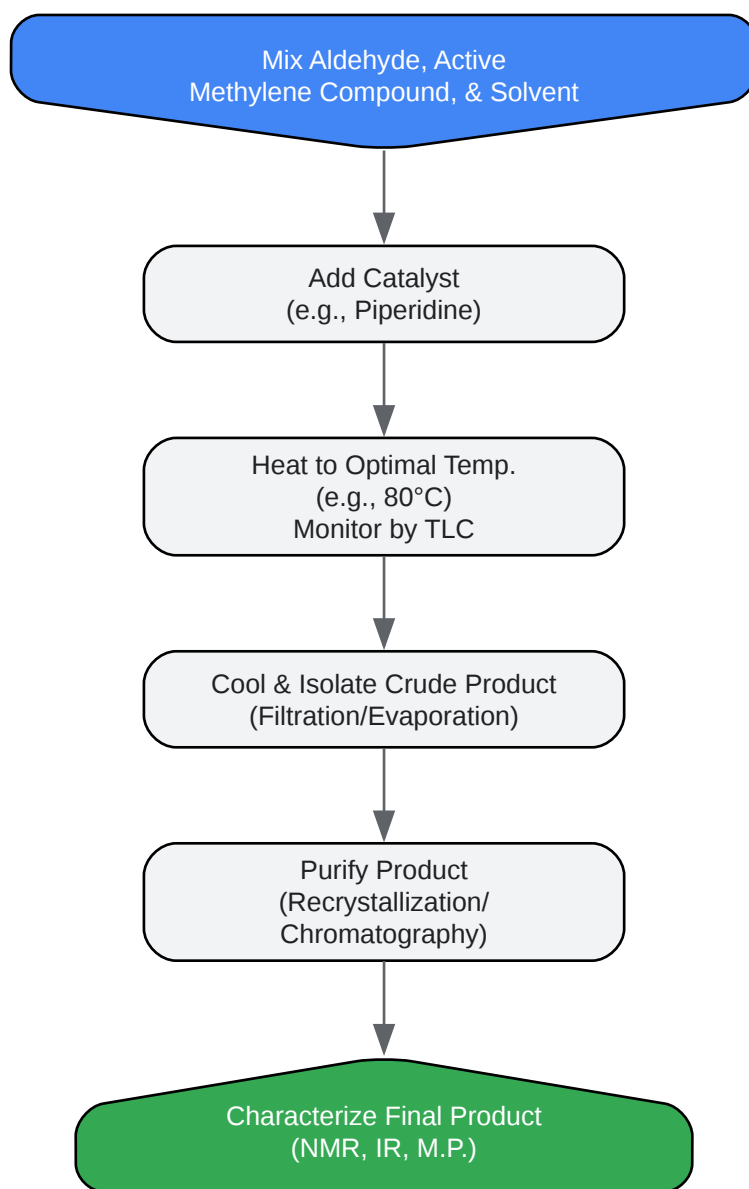 Mix Aldehyde, Active
Methylene Compound, & Solvent
Add Catalyst
(e.g., Piperidine)
Heat to Optimal Temp.
(e.g., 80°C)
Monitor by TLC
Cool & Isolate Crude Product
(Filtration/Evaporation)
Purify Product
(Recrystallization/
Chromatography)
Characterize Final Product
(NMR, IR, M.P.)